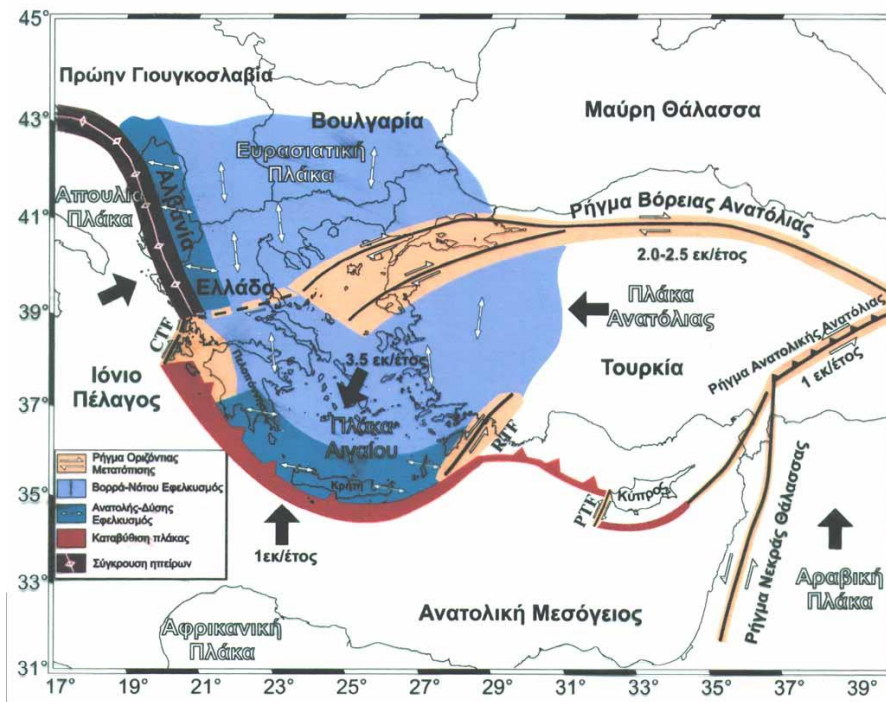 45°
43°
41°
39°
37°
35°
33°
31°
17°
19°
21°
23°
25°
27°
29°
31°
33°
35°
37°
39°
Πρώην Γιουγκοσλαβία
Βουλγαρία
Μαύρη Θάλασσα
Ευρασιατική
Πλάκα
Απουλία
Πλάκα
Αλβανία
Ρήγμα Βόρειας Ανατόλιας
2.0-2.5 εκ/έτος
Ελλάδα
Πλάκα
Ανατόλιας
Τουρκία
Ρήγμα Ανατολικής Ανατόλιας
1 εκ/έτος
CTF
Ιόνιο
Πέλαγος
3.5 εκ/έτος
Πλάκα
Αιγαίου
RTF
Κρήτη
PTF
Κύπρος
1εκ/έτος
Ρήγμα Νεκράς Θάλασσας
Αραβική
Πλάκα
Ανατολική Μεσόγειος
Αφρικανική
Πλάκα
Ρήγμα Οριζόντιας
Μετατόπισης
Βορρά-Νότου Εφελκυσμός
Ανατολής-Δύσης
Εφελκυσμός
Καταβύθιση πλάκας
Σύγκρουση ηπείρων